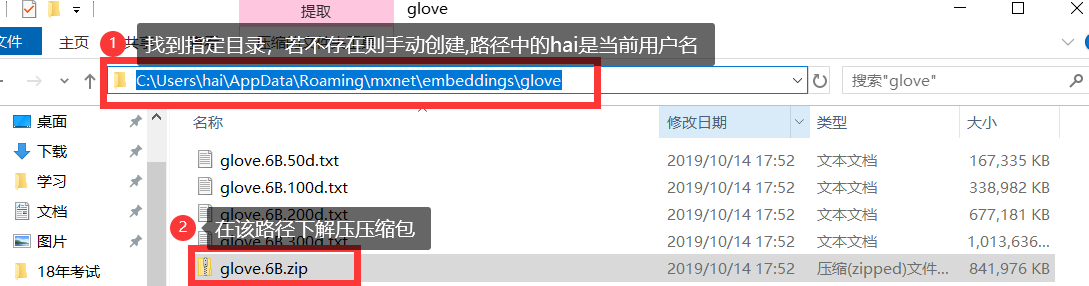 提取
glove
文件
主页
共享
1
找到指定目录，若不存在则手动创建,路径中的hai是当前用户名
C:\Users\hai\AppData\Roaming\mxnet\embeddings\glove
搜索"glove"
桌面
下载
学习
文档
图片
18年考试
名称
修改日期
类型
大小
glove.6B.50d.txt
2019/10/14 17:52
文本文档
167,335 KB
glove.6B.100d.txt
2019/10/14 17:52
文本文档
338,982 KB
glove.6B.200d.txt
2019/10/14 17:52
文本文档
677,181 KB
2
在该路径下解压压缩包
glove.6B.300d.txt
2019/10/14 17:52
文本文档
1,013,636...
glove.6B.zip
2019/10/14 17:52
压缩(zipped)文件...
841,976 KB